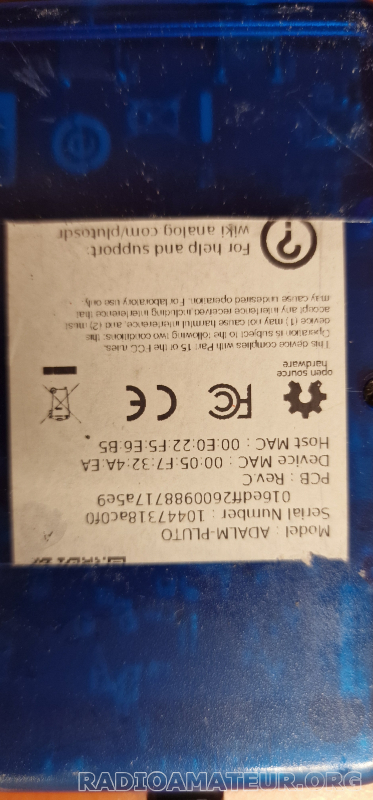 Model : ADALM-PLUTO
Serial Number : 10447318ac0f0
016edff2600988717a5e9
PCB : Rev.C
Device MAC : 00:05:F7:32:4A:EA
Host MAC : 00:E0:22:F5:E6:B5
FC CE
open source
hardware
This device complies with Part 15 of the FCC rules.
Operation is subject to the following two conditions: this
device (1) may not cause harmful interference, and (2) must
accept any interference received including interference that
may cause undesired operation. For laboratory use only.
?
For help and support:
wiki.analog.com/plutosdr
RADIOAMATEUR.ORG